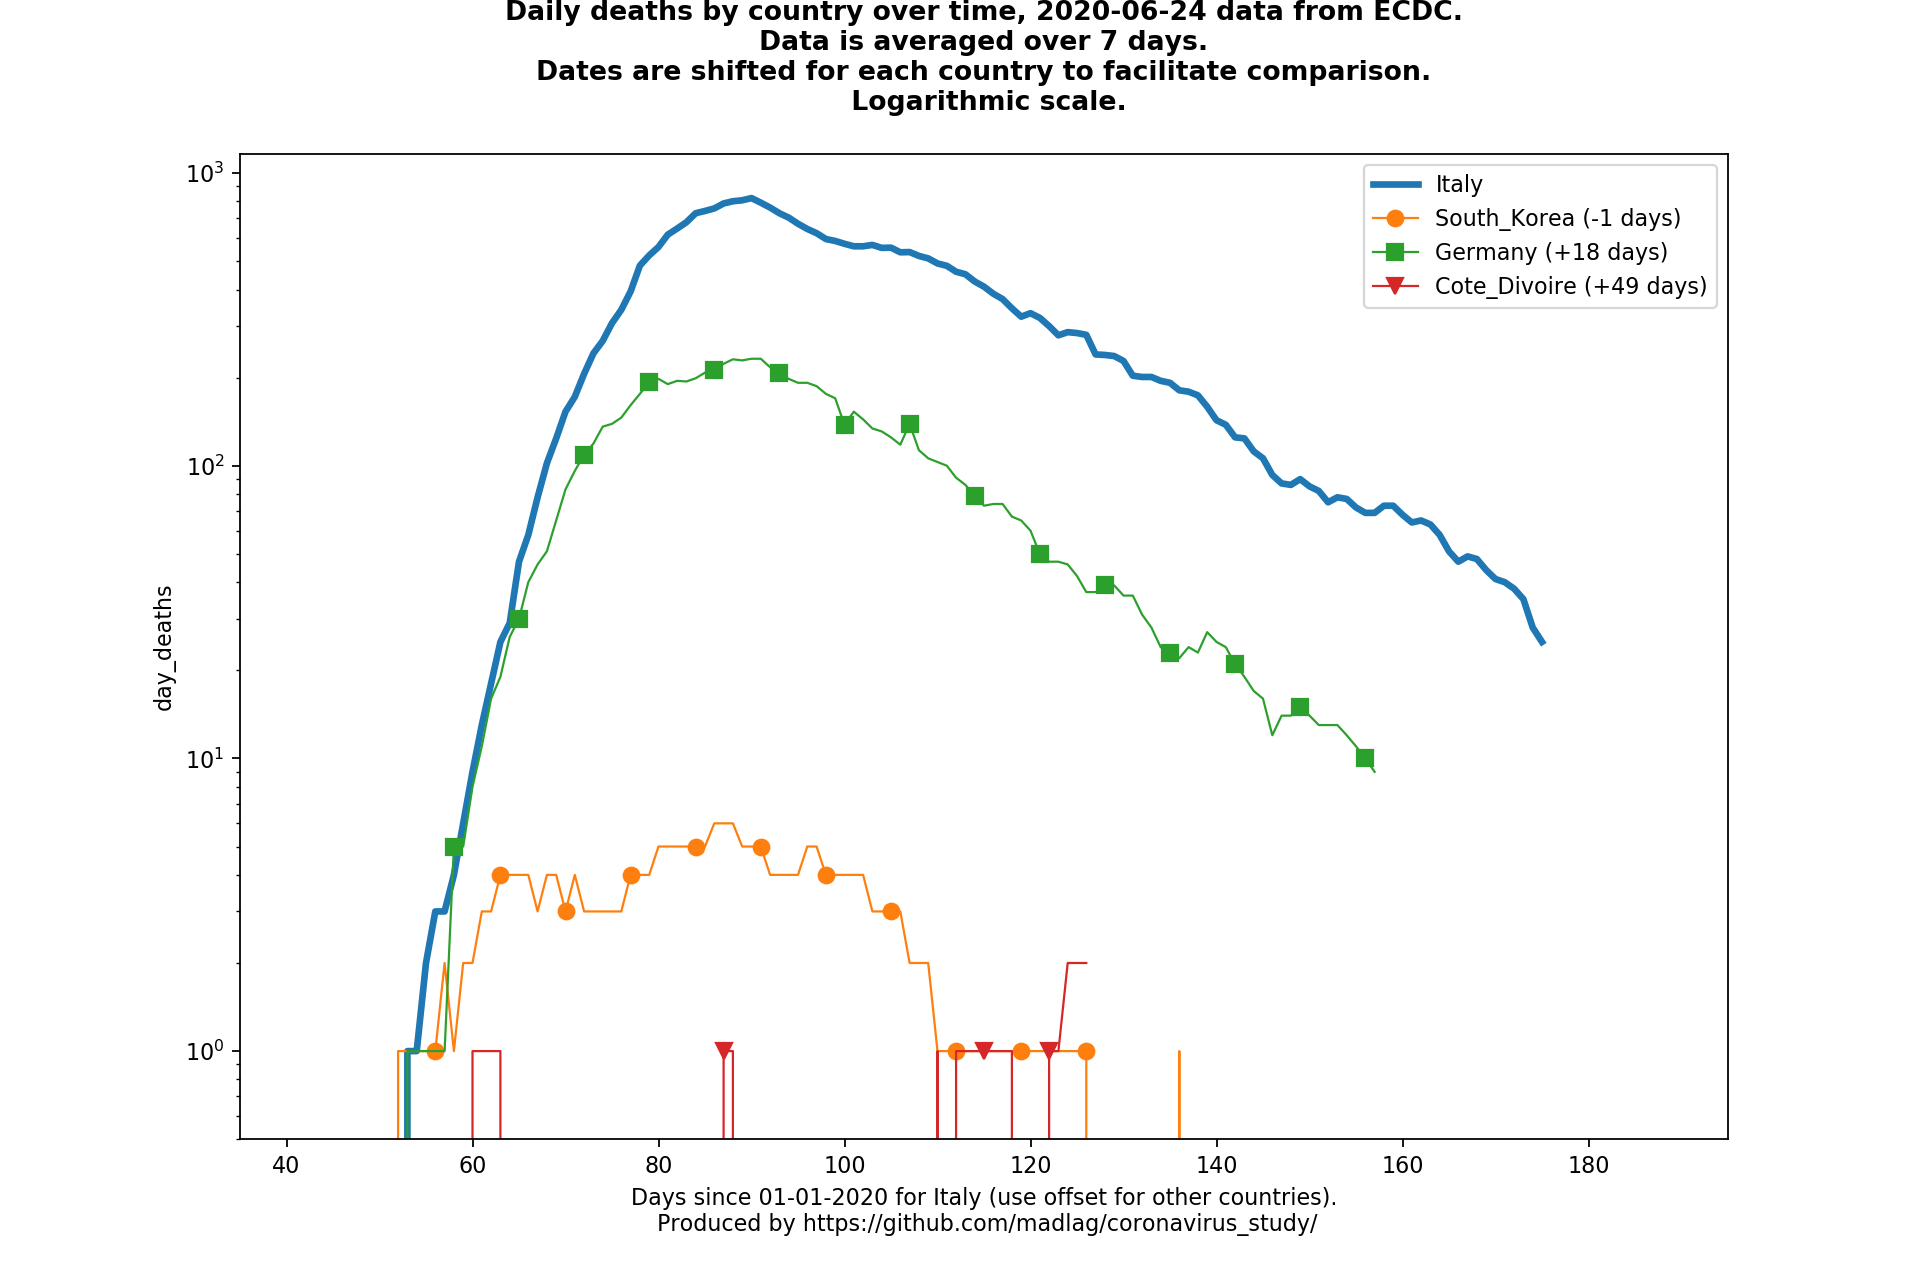 Daily deaths by country over time, 2020-06-24 data from ECDC.
Data is averaged over 7 days.
Dates are shifted for each country to facilitate comparison.
Logarithmic scale.
10³
10²
10¹
10⁰
day_deaths
Italy
South_Korea (-1 days)
Germany (+18 days)
Cote_Divoire (+49 days)
40 60 80 100 120 140 160 180
Days since 01-01-2020 for Italy (use offset for other countries).
Produced by https://github.com/madlag/coronavirus_study/